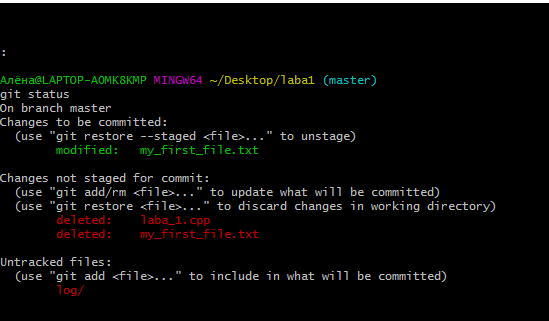 :
Алёна@LAPTOP-AOMK8KMP MINGW64 ~/Desktop/laba1 (master)
git status
On branch master
Changes to be committed:
(use "git restore --staged <file>..." to unstage)
modified: my_first_file.txt
Changes not staged for commit:
(use "git add/rm <file>..." to update what will be committed)
(use "git restore <file>..." to discard changes in working directory)
deleted: laba_1.cpp
deleted: my_first_file.txt
Untracked files:
(use "git add <file>..." to include in what will be committed)
log/